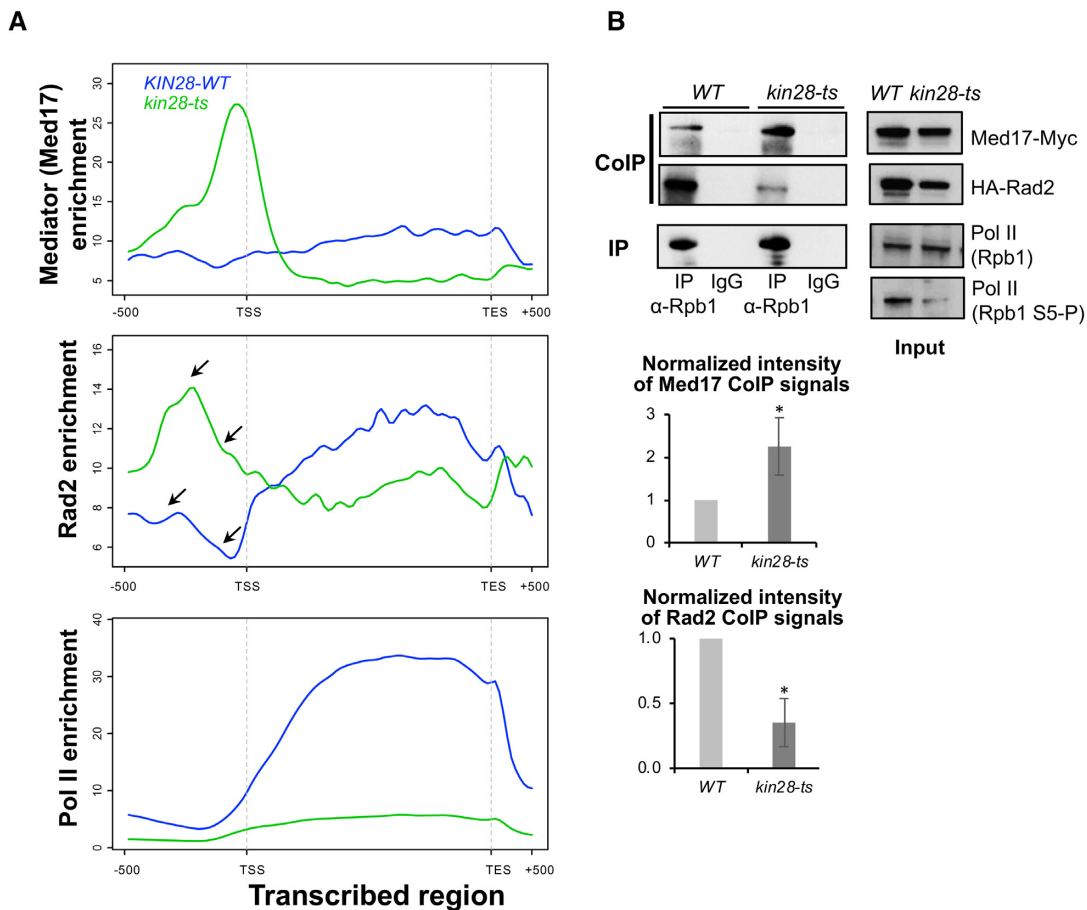 A
Mediator (Med17)
enrichment
30
25
20
15
10
5
KIN28-WT
kin28-ts
-500
TSS
TES
+500
Rad2 enrichment
16
14
12
10
8
6
-500
TSS
TES
+500
Pol II enrichment
40
30
20
10
0
-500
TSS
TES
+500
Transcribed region
B
WT
kin28-ts
WT kin28-ts
CoIP
Med17-Myc
HA-Rad2
IP
Pol II
(Rpb1)
Pol II
(Rpb1 S5-P)
IP IgG IP IgG
α-Rpb1 α-Rpb1
Input
Normalized intensity
of Med17 CoIP signals
3
2
1
0
*
WT
kin28-ts
Normalized intensity
of Rad2 CoIP signals
1.0
0.5
0.0
*
WT
kin28-ts